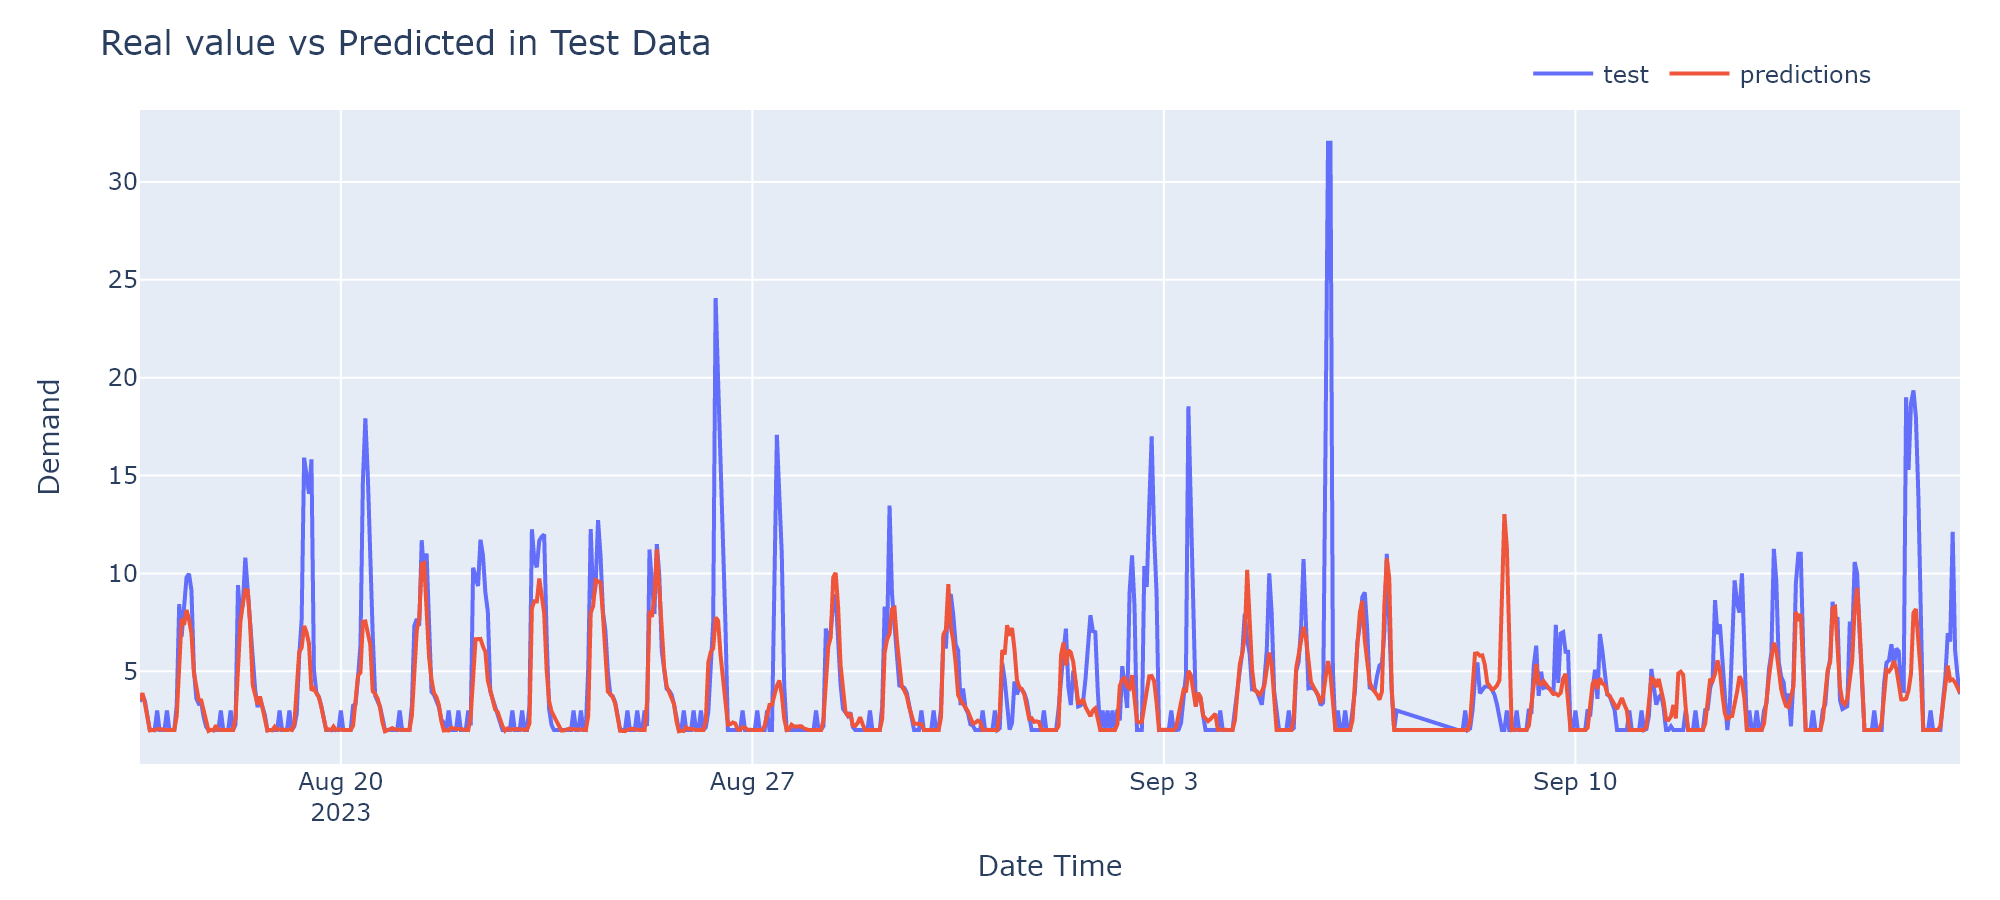 Real value vs Predicted in Test Data
test predictions
Demand
30
25
20
15
10
5
Aug 20 Aug 27 Sep 3 Sep 10
2023
Date Time